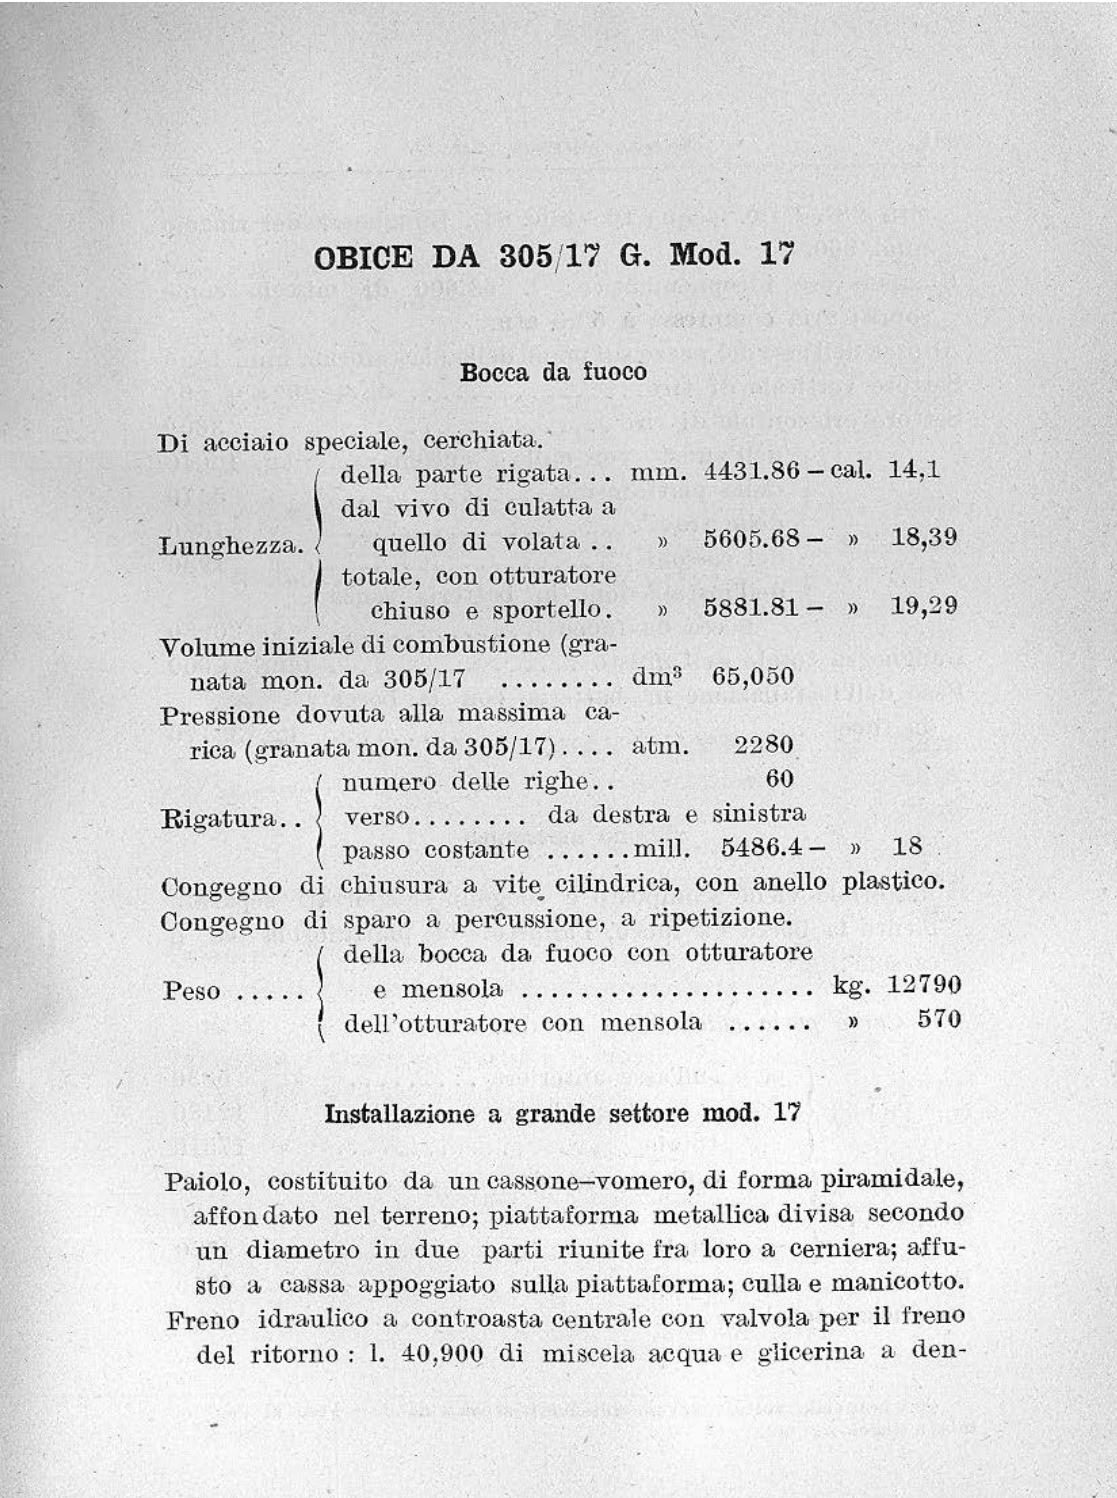 OBICE DA 305/17 G. Mod. 17
Bocca da fuoco
Di acciaio speciale, cerchiata.
della parte rigata... mm. 4431.86 – cal. 14,1
dal vivo di culatta a
Lunghezza. quello di volata .. » 5605.68 – » 18,39
totale, con otturatore
chiuso e sportello. » 5881.81 – » 19,29
Volume iniziale di combustione (gra-
nata mon. da 305/17 ........ dm³ 65,050
Pressione dovuta alla massima ca-
rica (granata mon. da 305/17).... atm. 2280
numero delle righe.. 60
Rigatura.. verso........ da destra e sinistra
passo costante ......mill. 5486.4 – » 18
Congegno di chiusura a vite cilindrica, con anello plastico.
Congegno di sparo a percussione, a ripetizione.
della bocca da fuoco con otturatore
Peso ..... e mensola .................... kg. 12790
dell'otturatore con mensola ...... » 570
Installazione a grande settore mod. 17
Paiolo, costituito da un cassone–vomero, di forma piramidale,
affondato nel terreno; piattaforma metallica divisa secondo
un diametro in due parti riunite fra loro a cerniera; affu-
sto a cassa appoggiato sulla piattaforma; culla e manicotto.
Freno idraulico a controasta centrale con valvola per il freno
del ritorno : l. 40,900 di miscela acqua e glicerina a den-